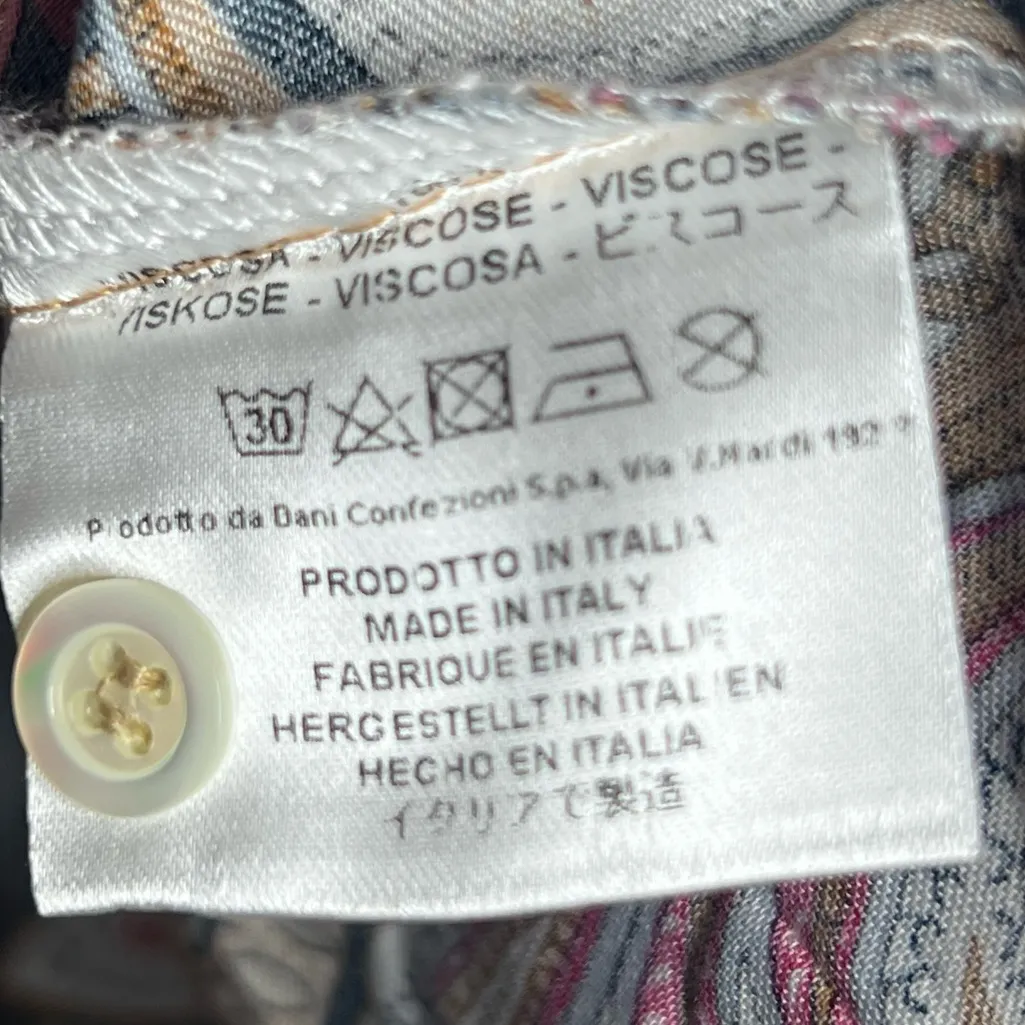 VISCOSA - VISCOSE - VISCOSE -
VISKOSE - VISCOSA - ビスコース
30
Prodotto da Dani Confezioni S.p.a, Via
PRODOTTO IN ITALIA
MADE IN ITALY
FABRIQUE EN ITALIE
HERGESTELLT IN ITALIEN
HECHO EN ITALIA
イタリアで製造